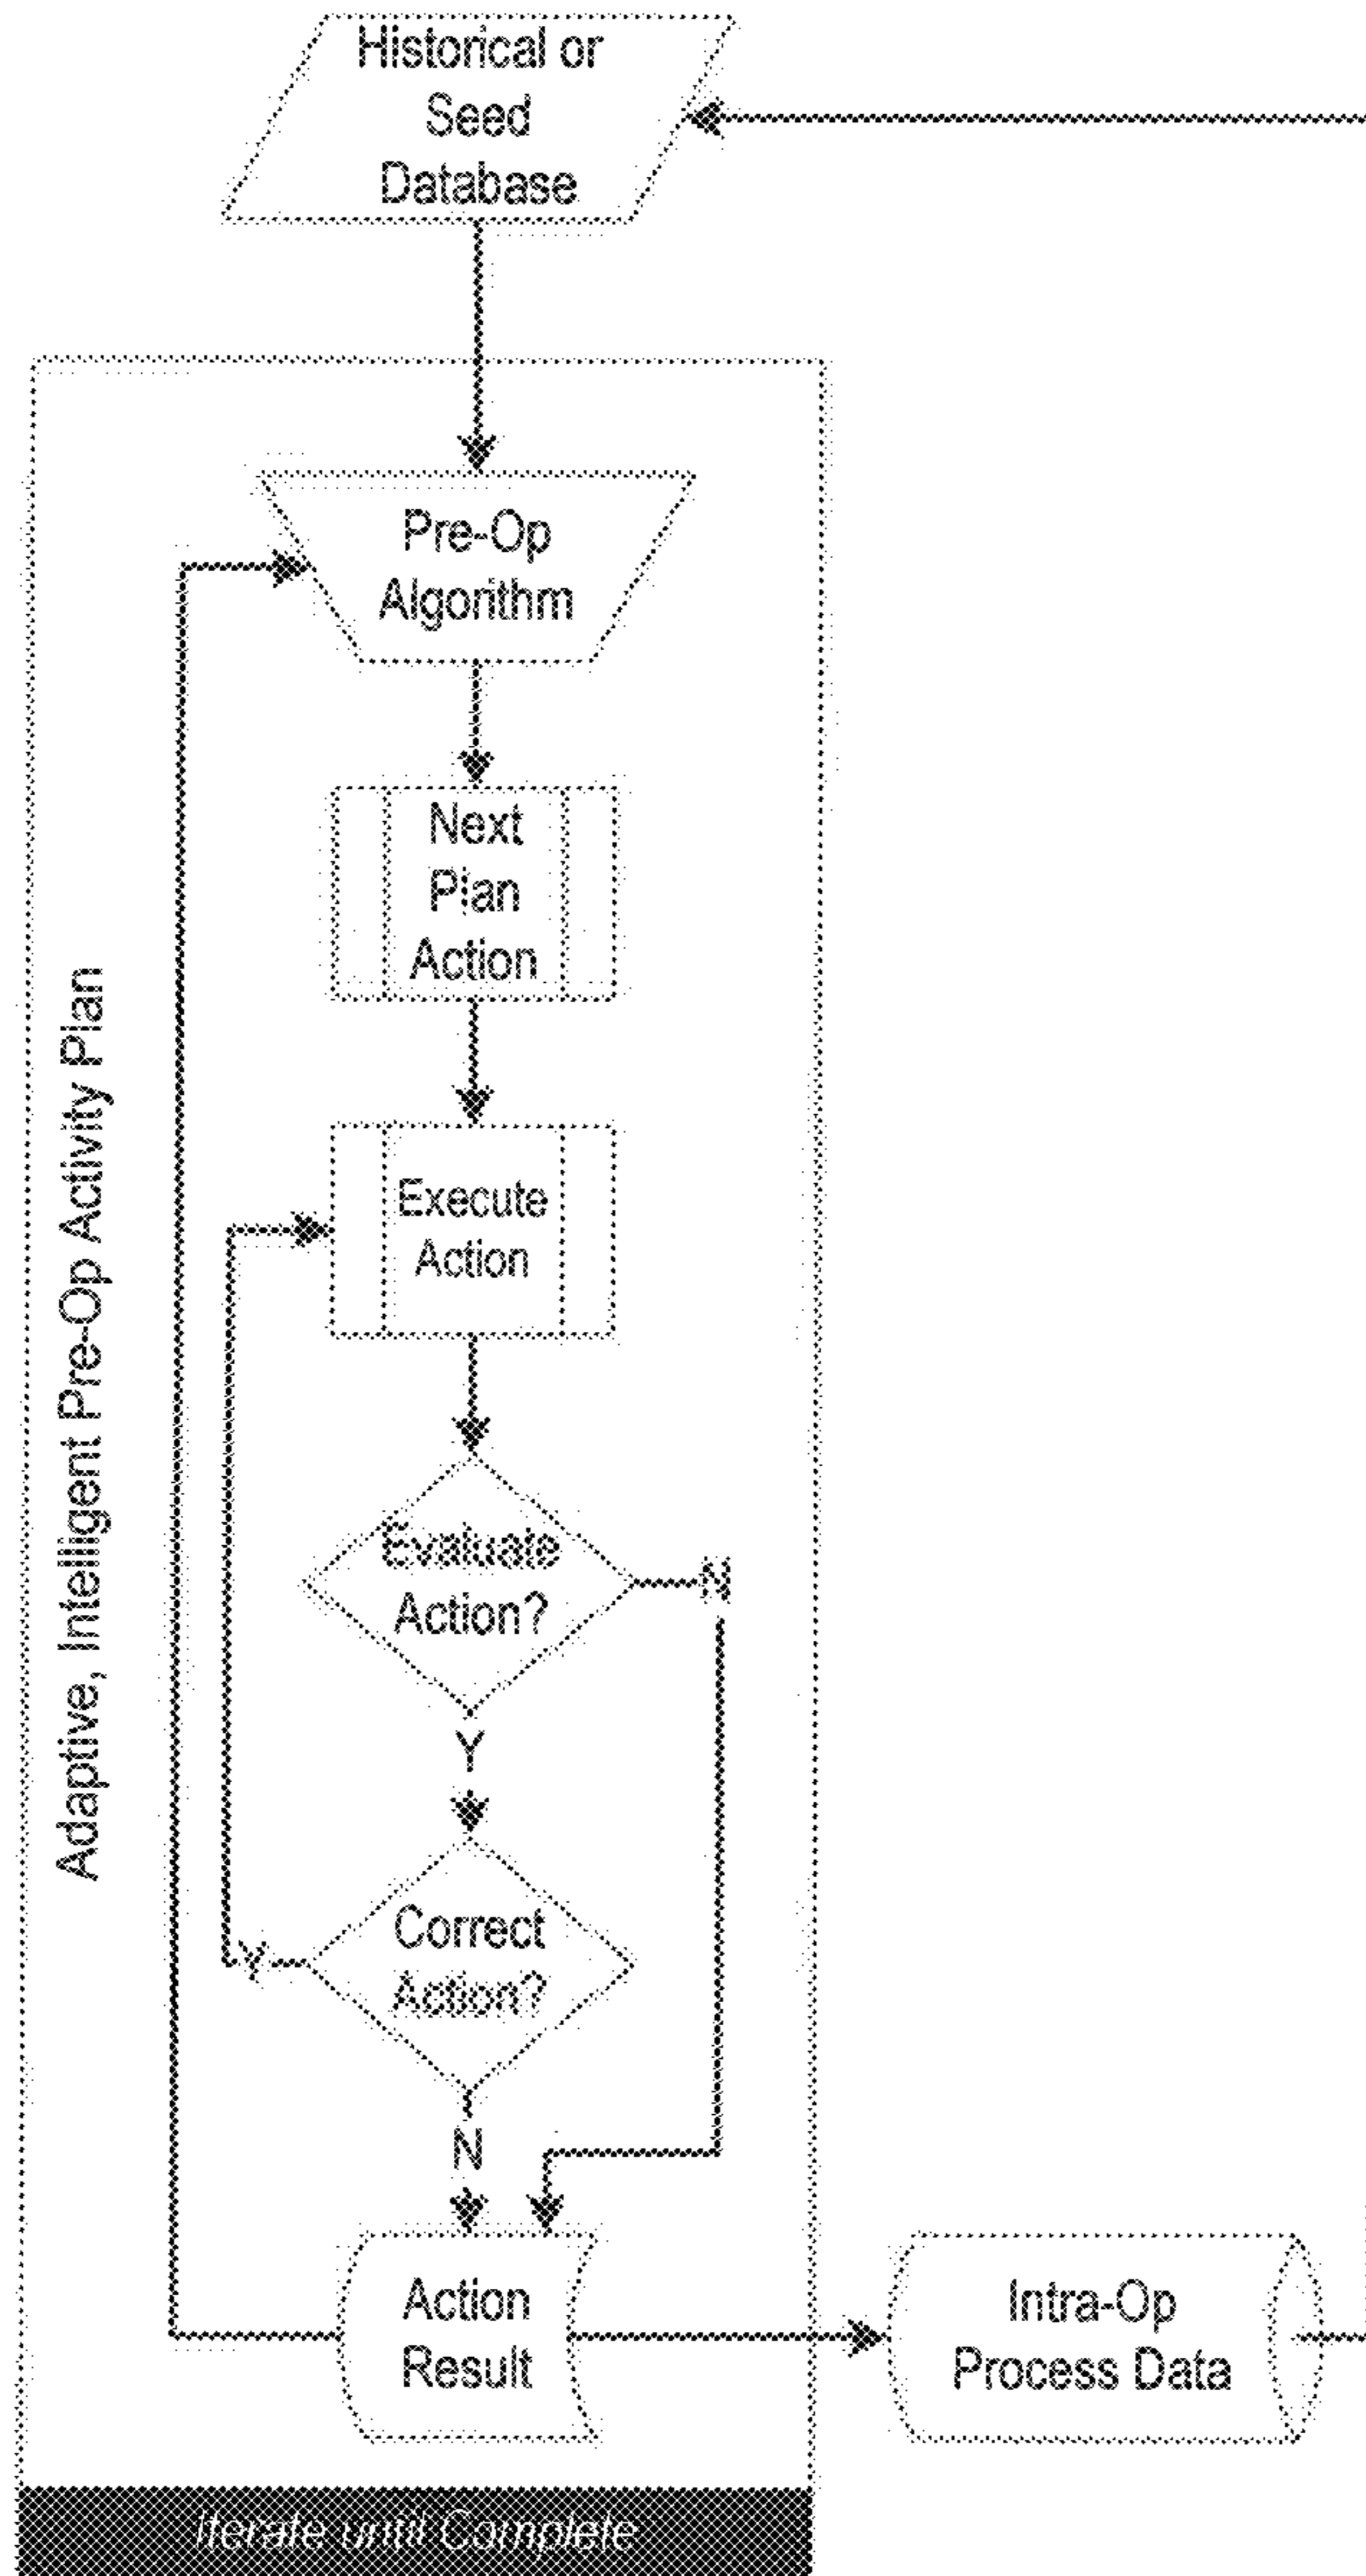 Historical or
Seed
Database
Pre-Op
Algorithm
Next
Plan
Action
Adaptive, Intelligent Pre-Op Activity Plan
Execute
Action
Evaluate
Action?
N
Y
Correct
Action?
Y
N
Action
Result
Intra-Op
Process Data
Iterate until Complete